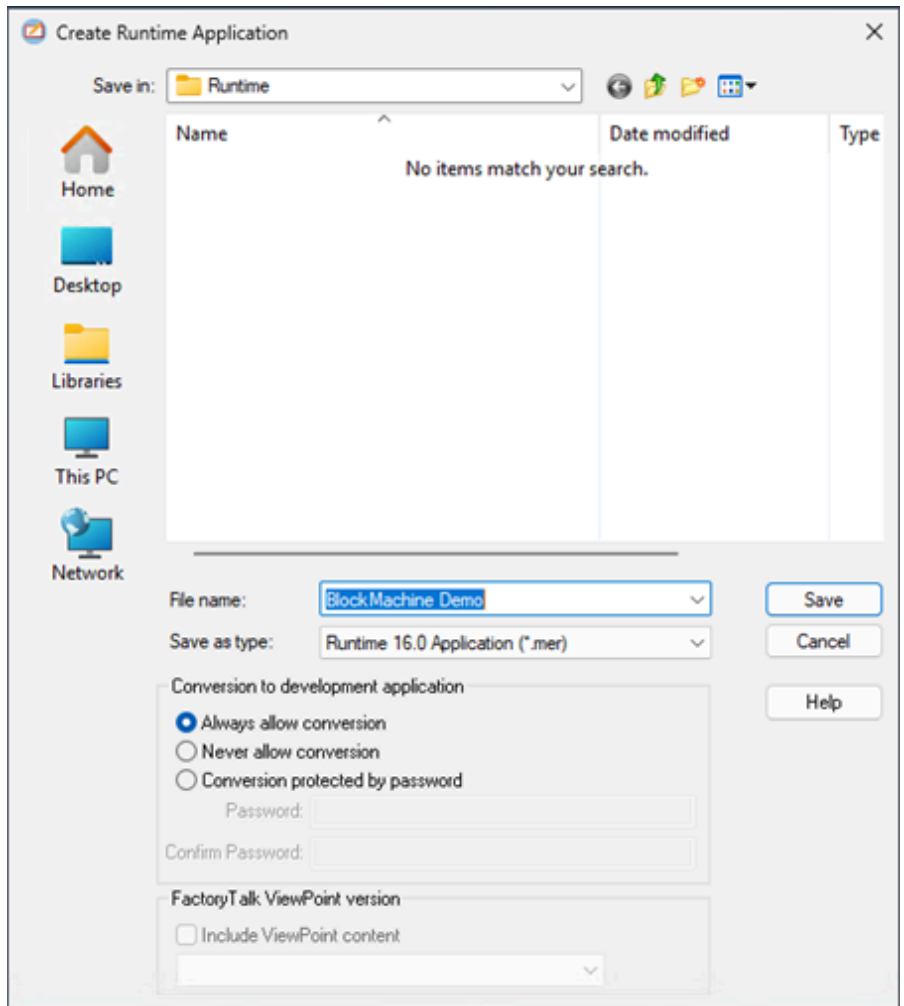 Create Runtime Application
Save in: Runtime
Name Date modified Type
No items match your search.
Home
Desktop
Libraries
This PC
Network
File name: BlockMachine Demo Save
Save as type: Runtime 16.0 Application (*.mer) Cancel
Conversion to development application
Help
Always allow conversion
Never allow conversion
Conversion protected by password
Password:
Confirm Password:
FactoryTalk ViewPoint version
Include ViewPoint content